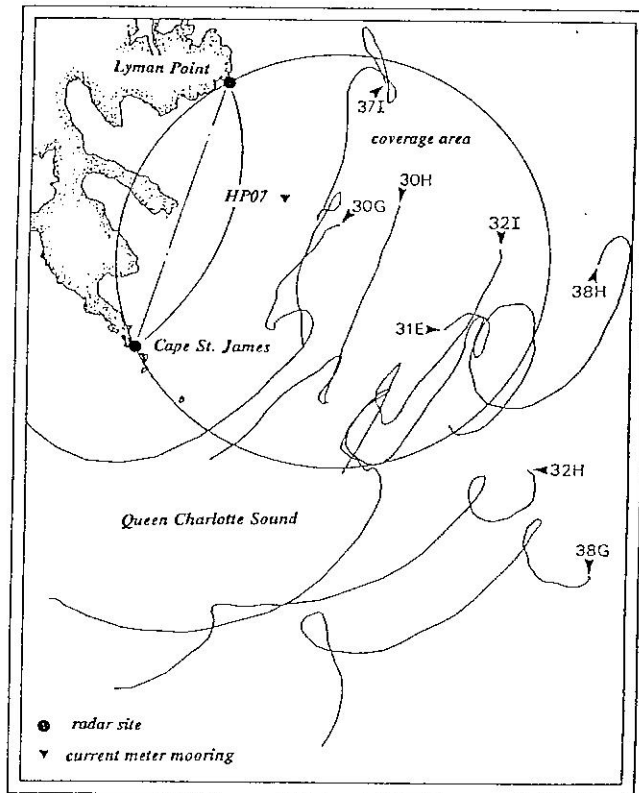 Lyman Point
37I
coverage area
HP07
30G
30H
32I
38H
31E
Cape St. James
32H
Queen Charlotte Sound
38G
radar site
current meter mooring